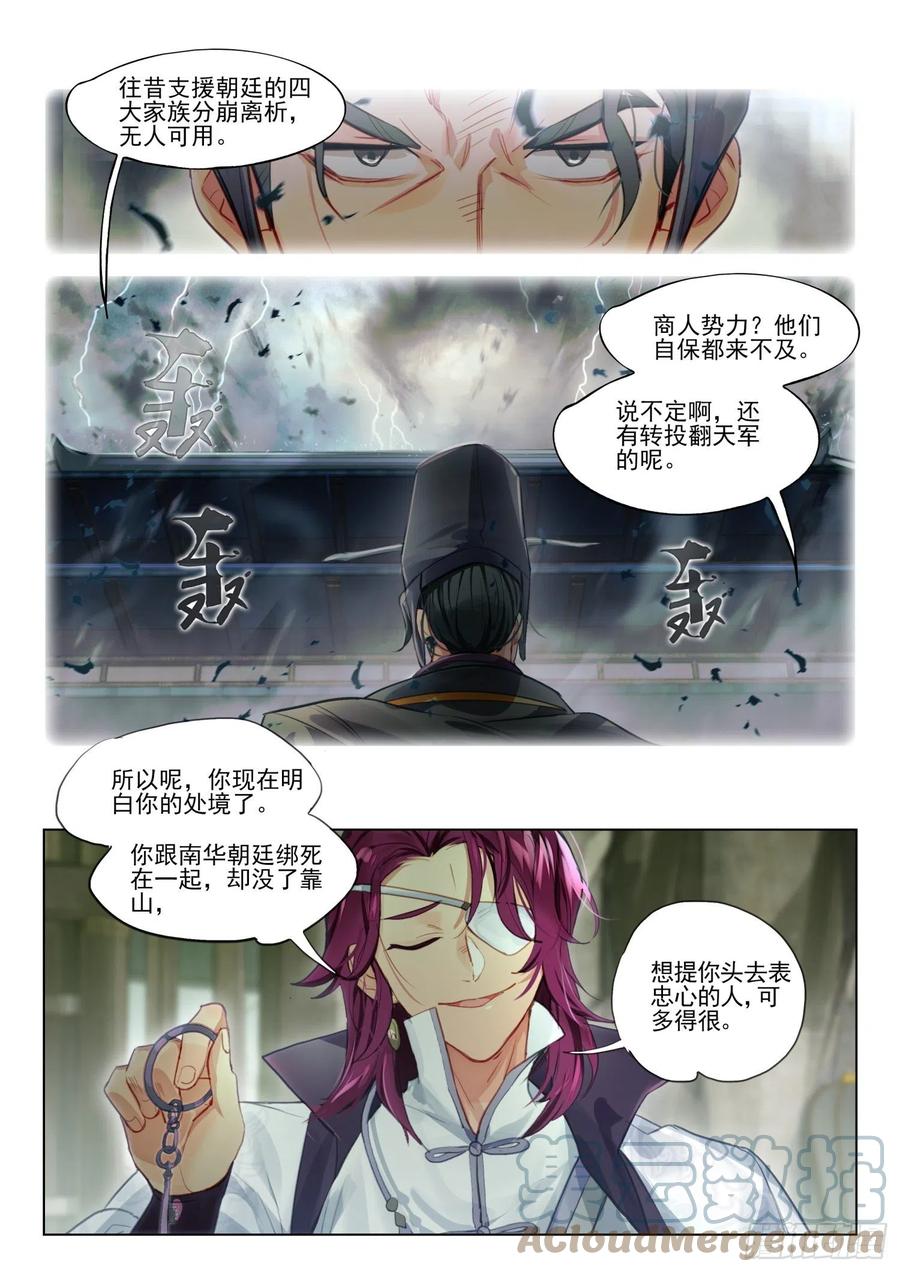 往昔支援朝廷的四
大家族分崩离析，
无人可用。
商人势力？他们
自保都来不及。
说不定啊，还
有转投翻天军
的呢。
轰
轰
轰
所以呢，你现在明
白你的处境了。
你跟南华朝廷绑死
在一起，却没了靠
山，
想提你头去表
忠心的人，可
多得很。
ACloudMerge.com